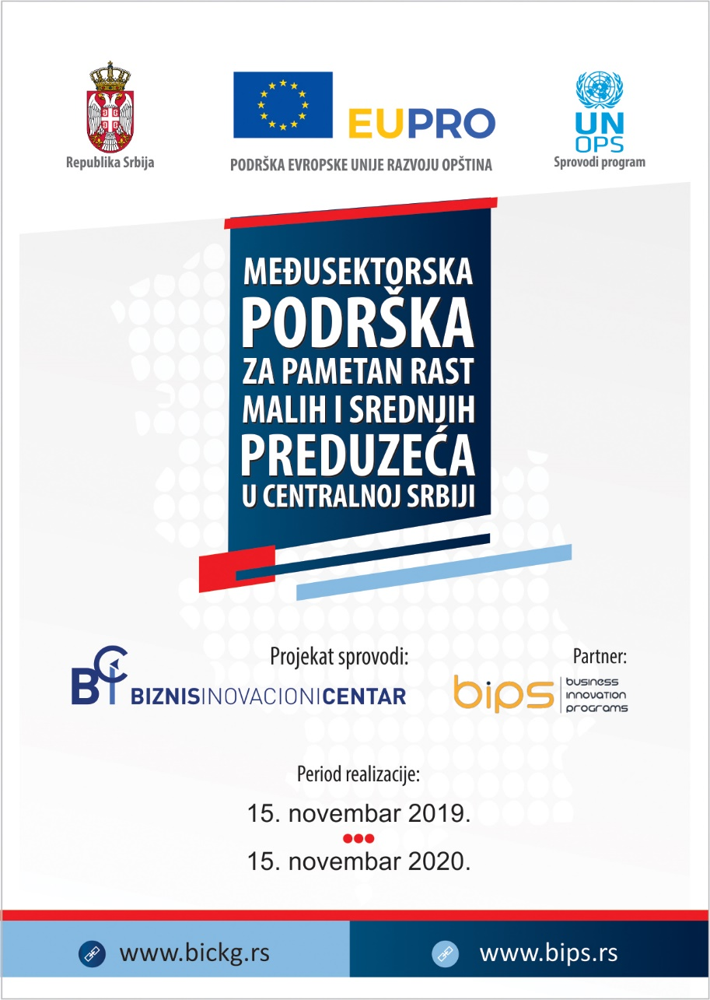 EUPRO
UN
OPS
Republika Srbija
PODRŠKA EVROPSKE UNIJE RAZVOJU OPŠTINA
Sprovodi program
MEĐUSEKTORSKA
PODRŠKA
ZA PAMETAN RAST
MALIH I SREDNJIH
PREDUZEĆA
U CENTRALNOJ SRBIJI
Projekat sprovodi:
BIC BIZNISINOVACIONICENTAR
Partner:
bips
business
innovation
programs
Period realizacije:
15. novembar 2019.
15. novembar 2020.
www.bickg.rs
www.bips.rs